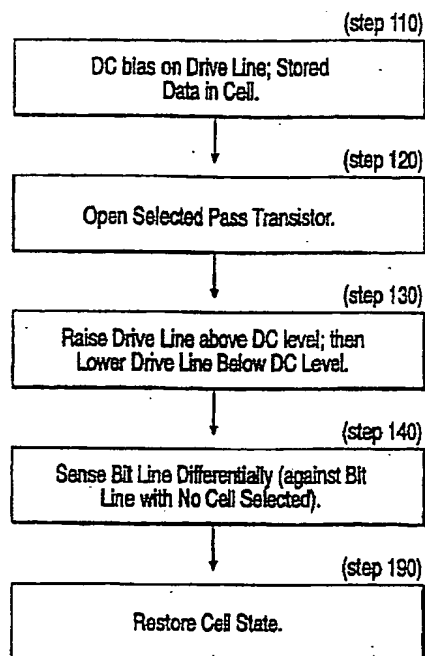 (step 110)
DC bias on Drive Line; Stored
Data in Cell.
(step 120)
Open Selected Pass Transistor.
(step 130)
Raise Drive Line above DC level; then
Lower Drive Line Below DC Level.
(step 140)
Sense Bit Line Differentially (against Bit
Line with No Cell Selected).
(step 190)
Restore Cell State.